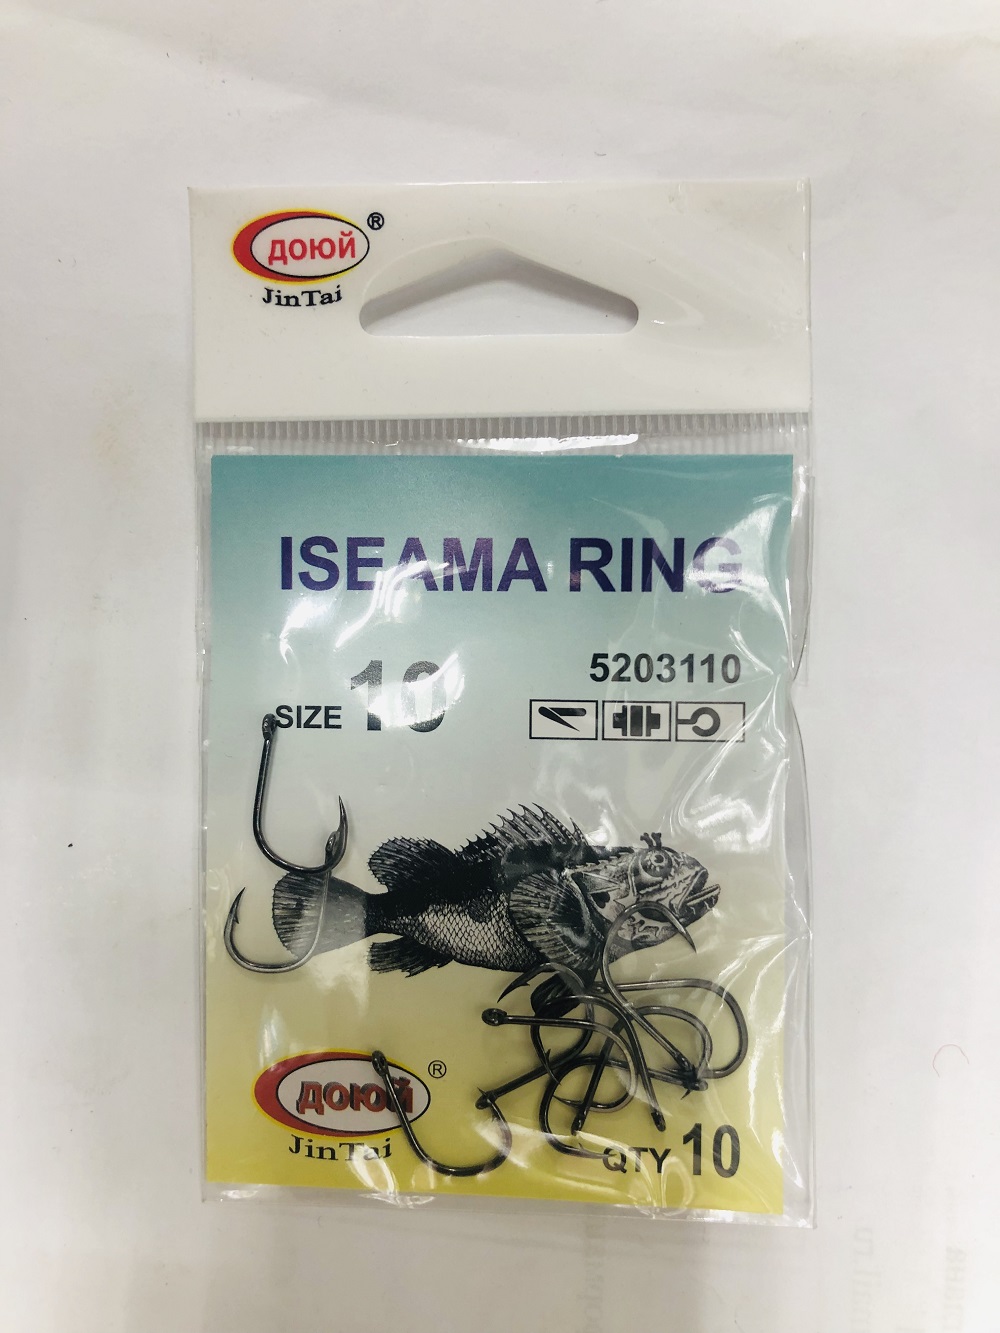 ДОЮЙ ®
JinTai
ISEAMA RING
5203110
SIZE 10
ДОЮЙ ®
JinTai
QTY 10